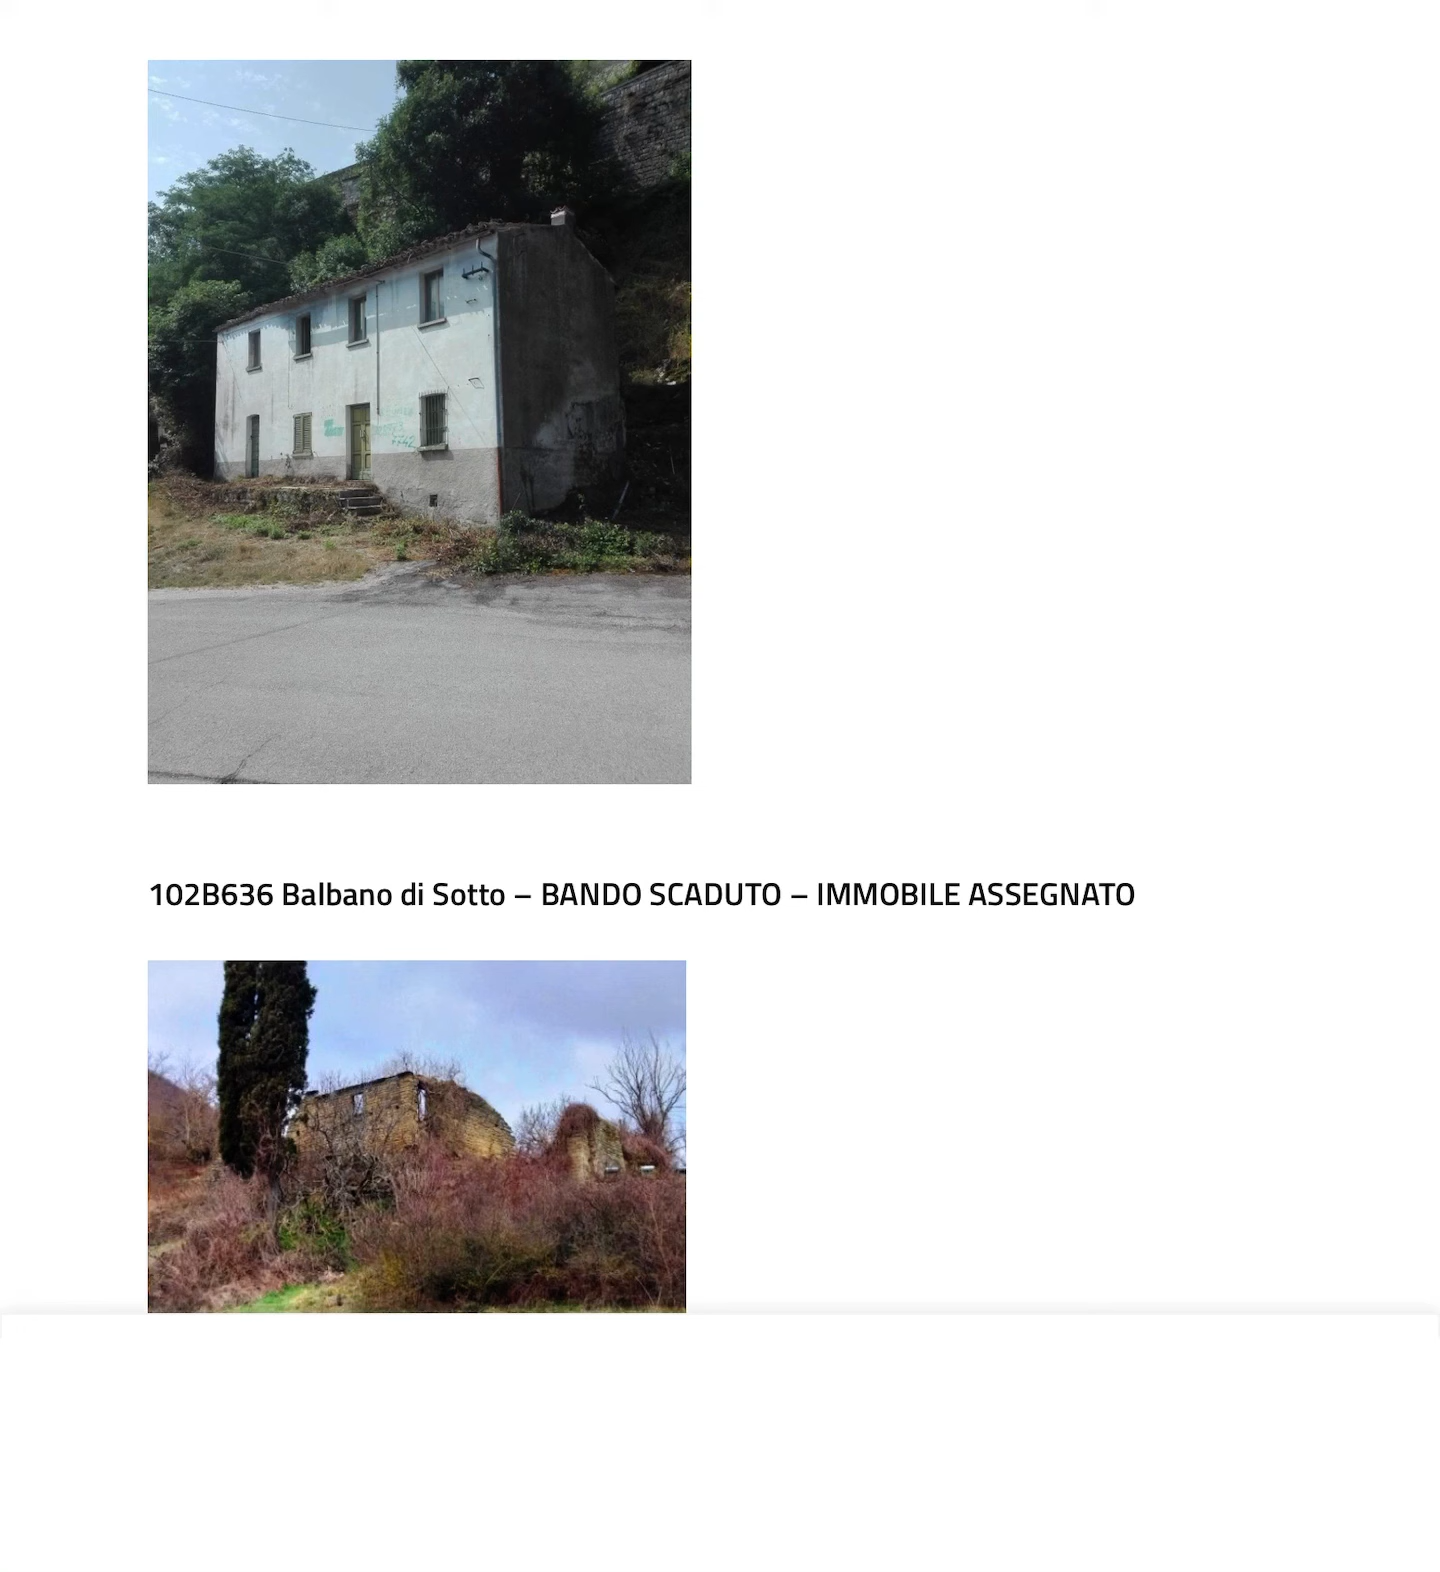 102B636 Balbano di Sotto – BANDO SCADUTO – IMMOBILE ASSEGNATO